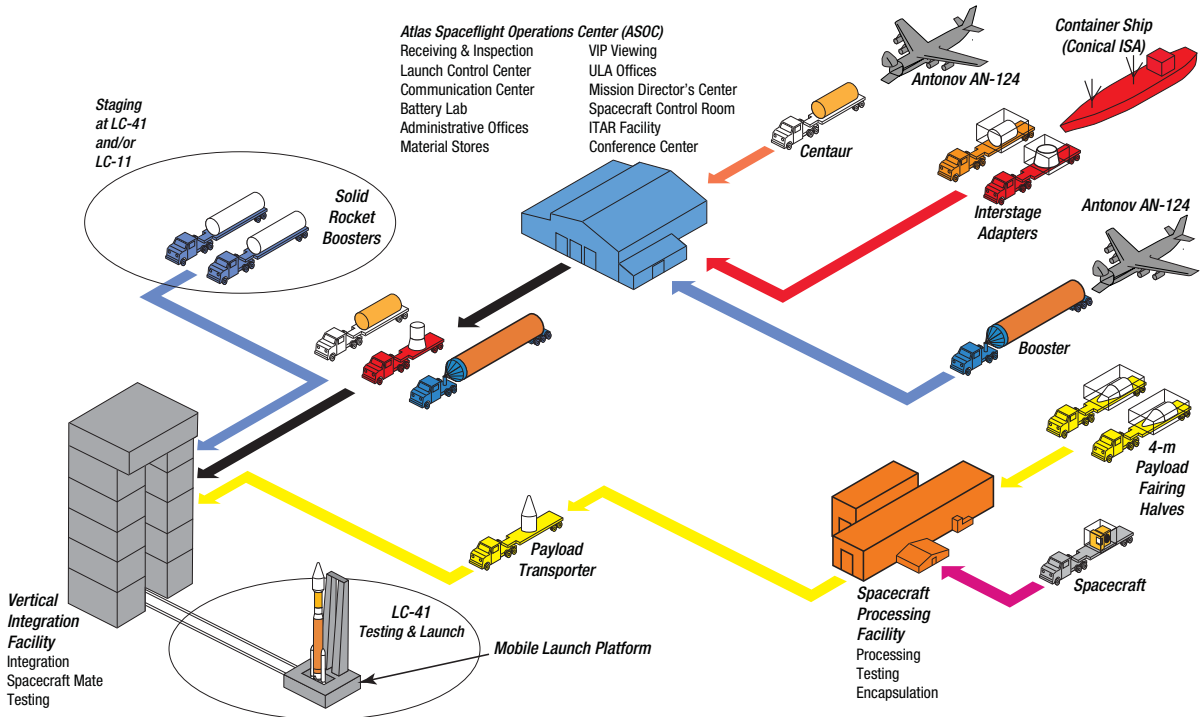 Atlas Spaceflight Operations Center (ASOC)
Receiving & Inspection
Launch Control Center
Communication Center
Battery Lab
Administrative Offices
Material Stores
VIP Viewing
ULA Offices
Mission Director's Center
Spacecraft Control Room
ITAR Facility
Conference Center
Antonov AN-124
Container Ship
(Conical ISA)
Staging
at LC-41
and/or
LC-11
Solid
Rocket
Boosters
Centaur
Interstage
Adapters
Antonov AN-124
Booster
4-m
Payload
Fairing
Halves
Payload
Transporter
Spacecraft
Spacecraft
Processing
Facility
Processing
Testing
Encapsulation
Vertical
Integration
Facility
Integration
Spacecraft Mate
Testing
LC-41
Testing & Launch
Mobile Launch Platform